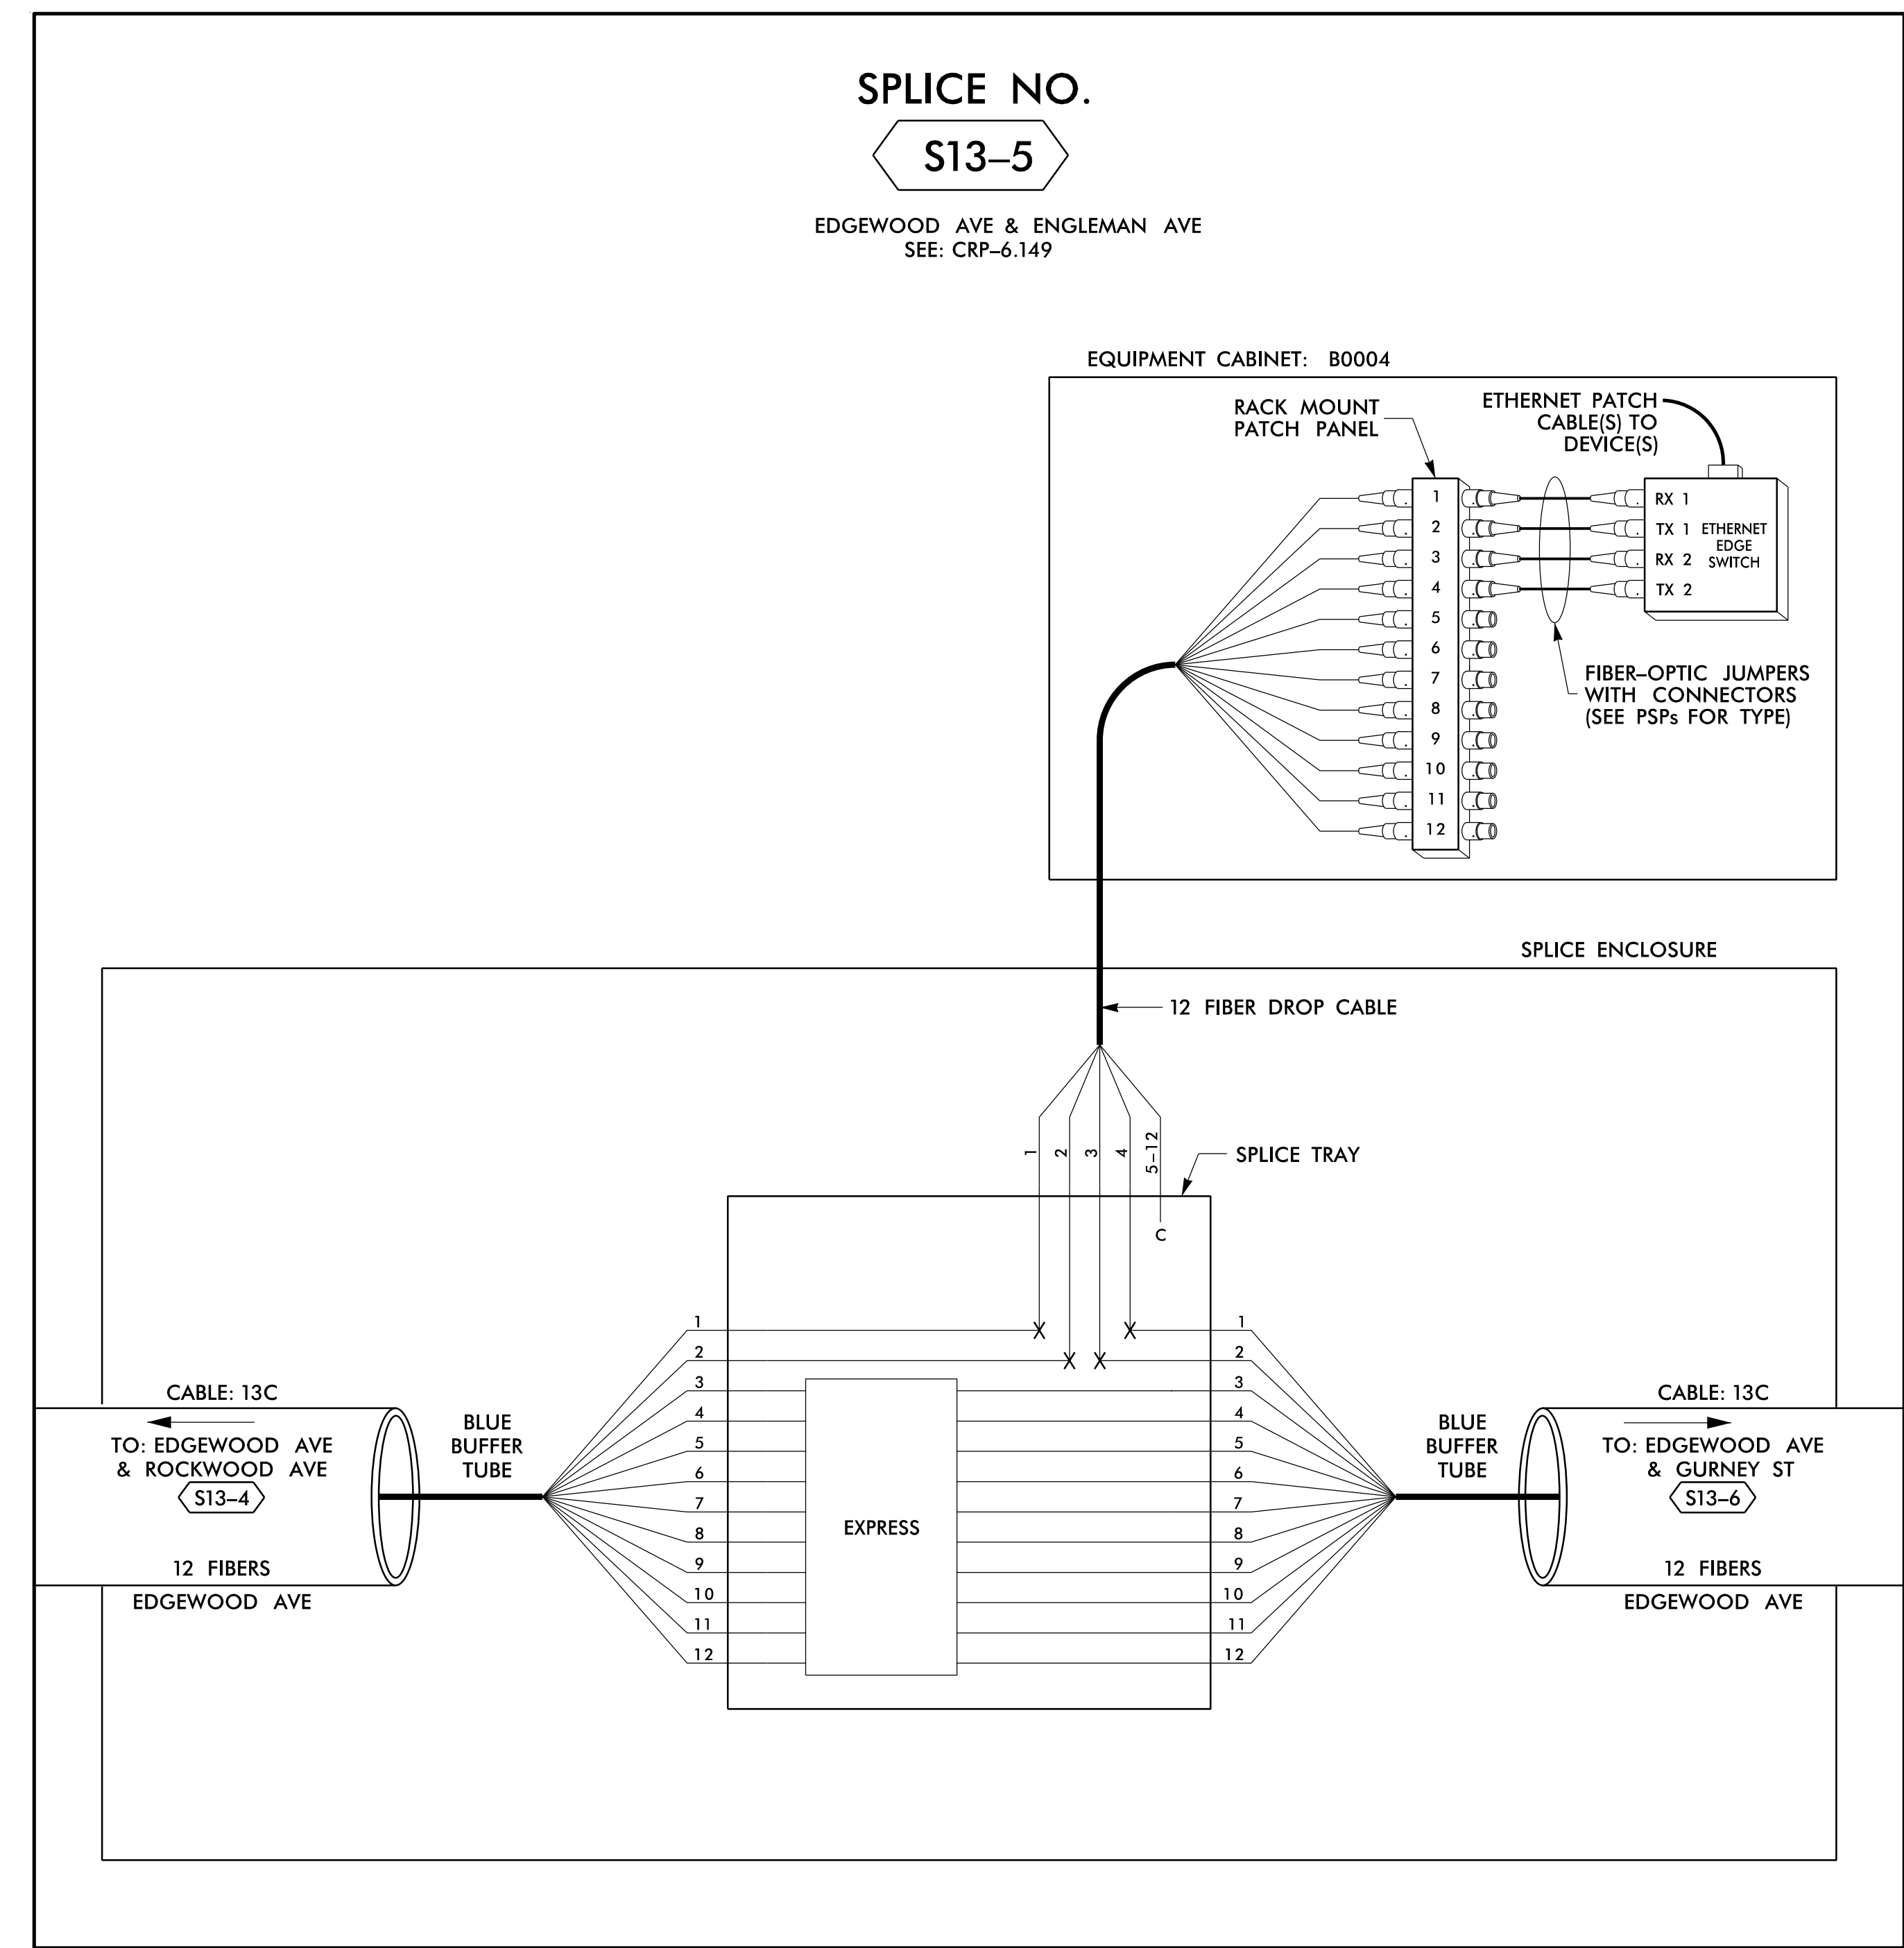 SPLICE NO.
S13–5
EDGEWOOD AVE & ENGLEMAN AVE
SEE: CRP–6.149
EQUIPMENT CABINET: B0004
RACK MOUNT
PATCH PANEL
ETHERNET PATCH
CABLE(S) TO
DEVICE(S)
1
2
3
4
5
6
7
8
9
10
11
12
RX 1
TX 1
RX 2
TX 2
ETHERNET
EDGE
SWITCH
FIBER–OPTIC JUMPERS
WITH CONNECTORS
(SEE PSPs FOR TYPE)
SPLICE ENCLOSURE
12 FIBER DROP CABLE
1
2
3
4
5–12
C
SPLICE TRAY
CABLE: 13C
TO: EDGEWOOD AVE
& ROCKWOOD AVE
S13–4
12 FIBERS
EDGEWOOD AVE
BLUE
BUFFER
TUBE
1
2
3
4
5
6
7
8
9
10
11
12
EXPRESS
1
2
3
4
5
6
7
8
9
10
11
12
BLUE
BUFFER
TUBE
CABLE: 13C
TO: EDGEWOOD AVE
& GURNEY ST
S13–6
12 FIBERS
EDGEWOOD AVE